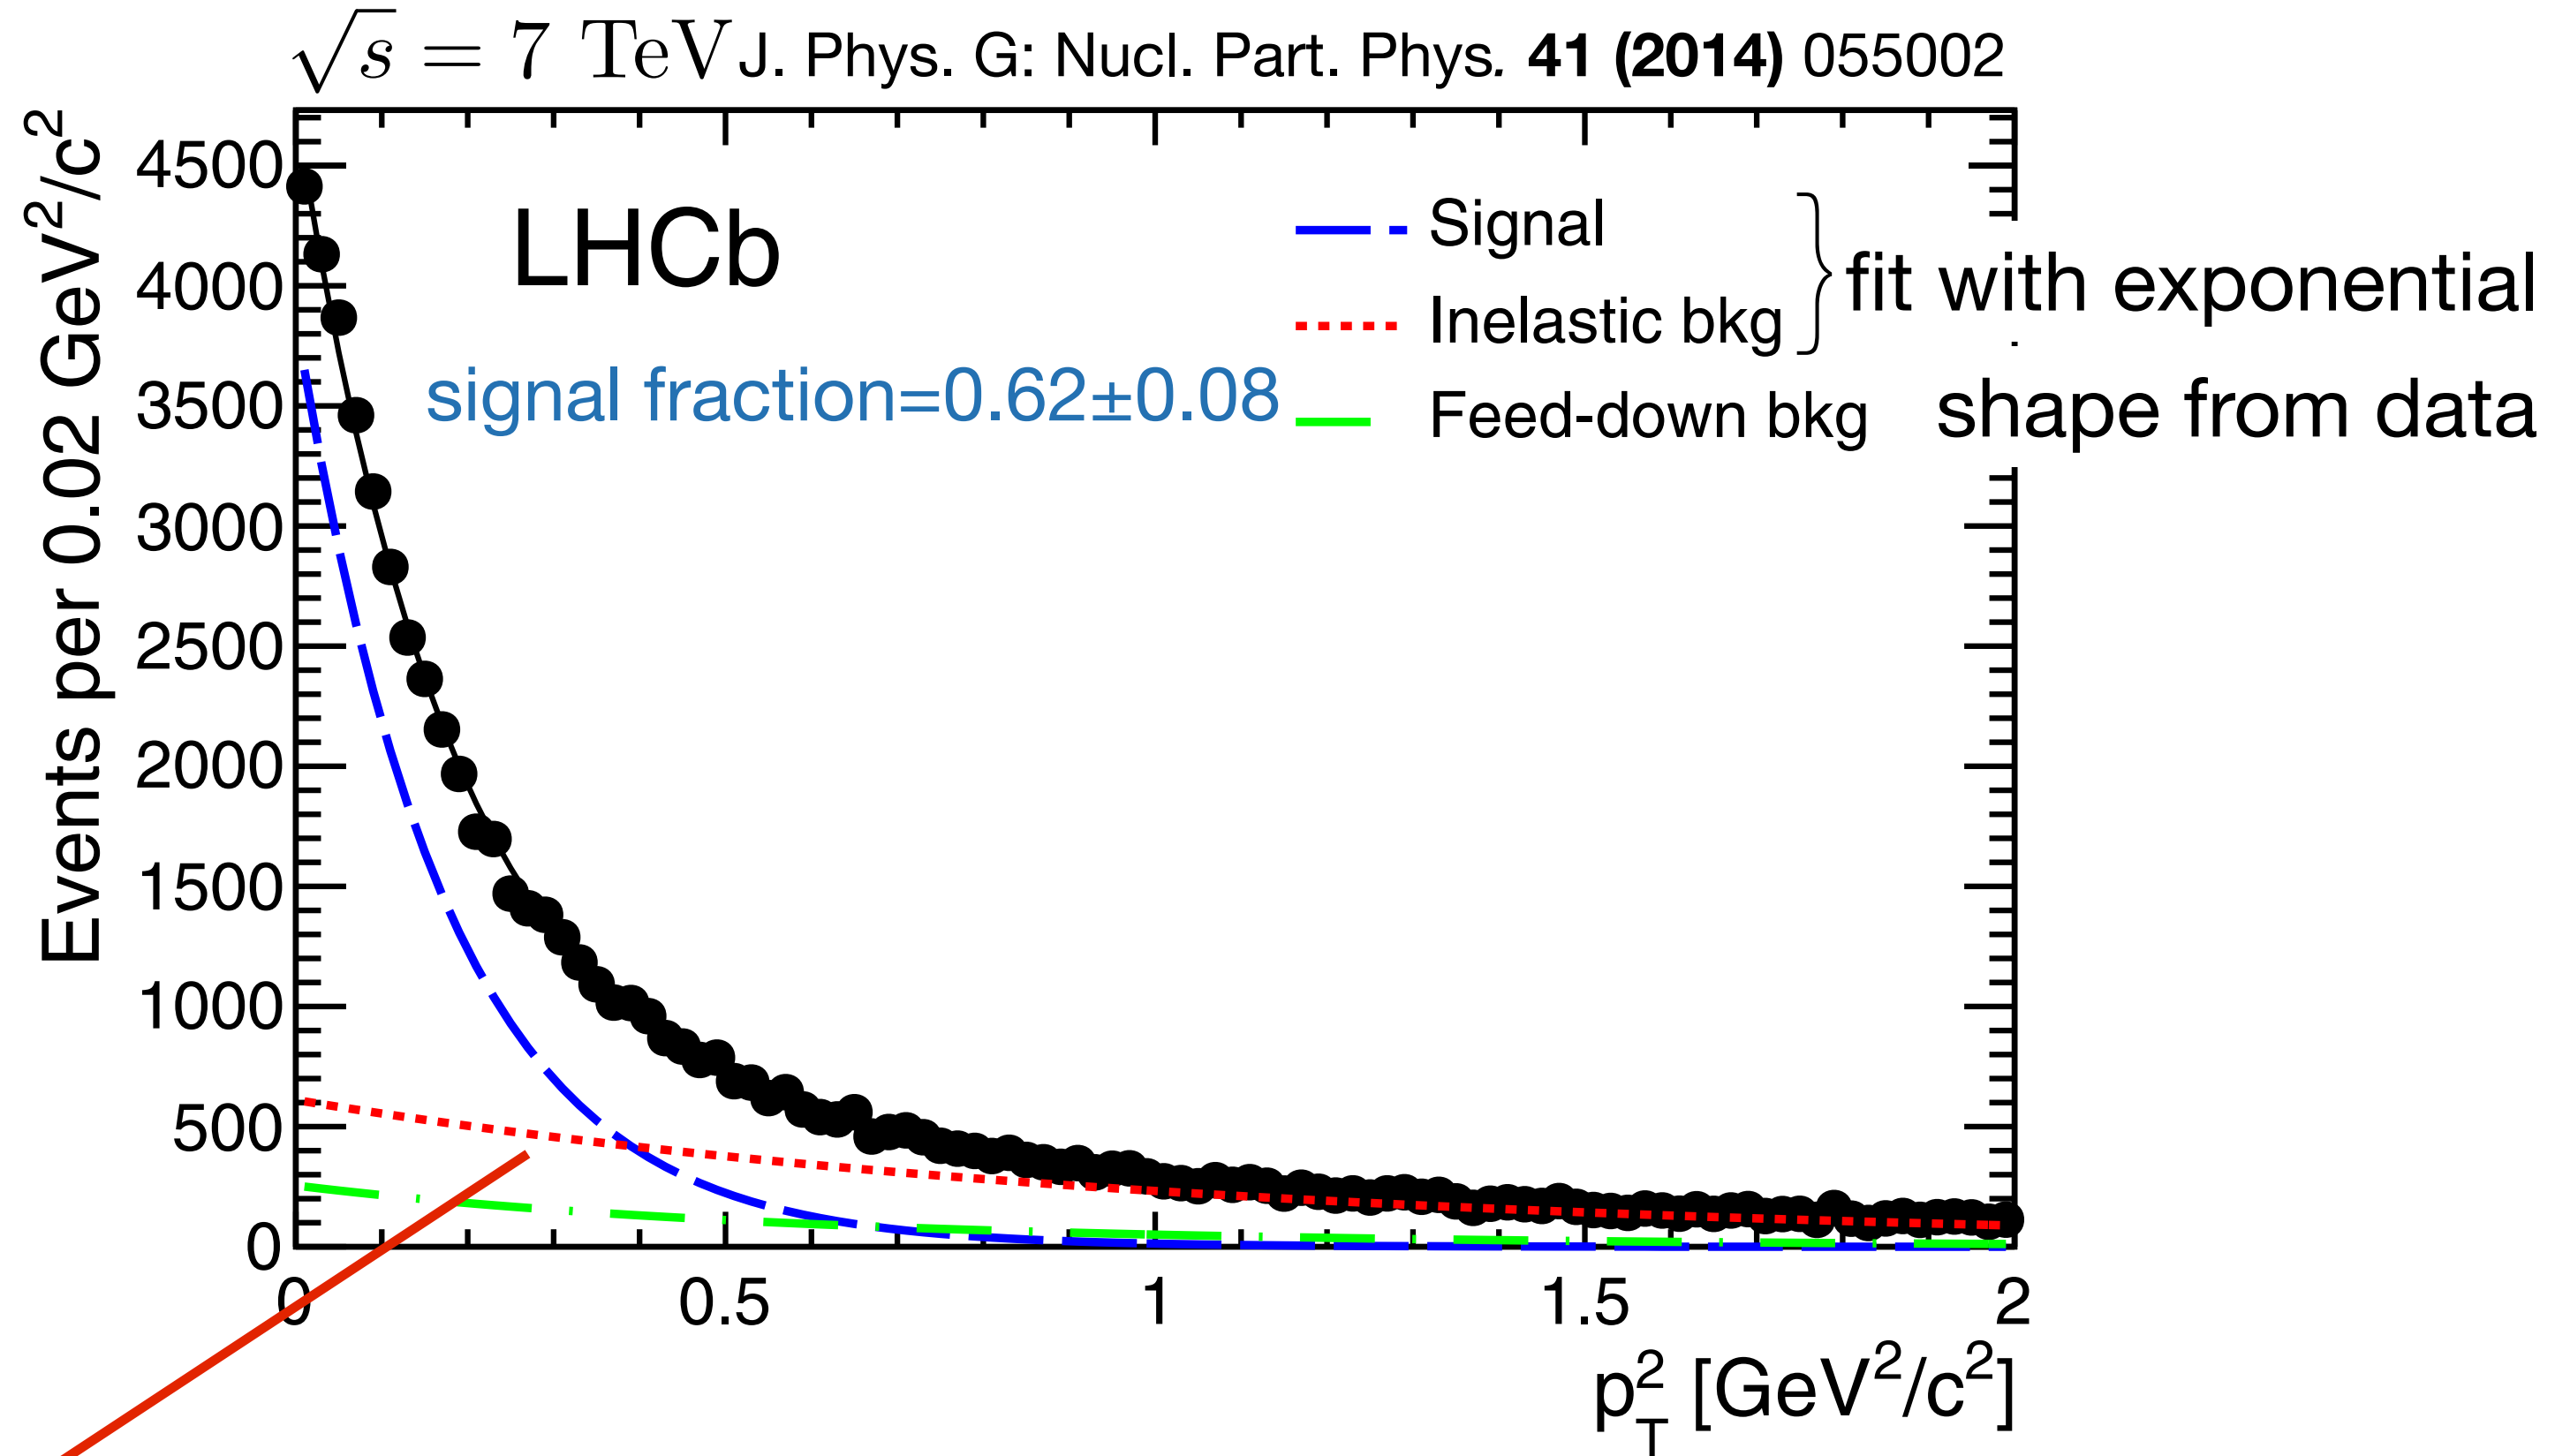 √s = 7 TeV J. Phys. G: Nucl. Part. Phys. 41 (2014) 055002
Events per 0.02 GeV²/c²
4500
4000
3500
3000
2500
2000
1500
1000
500
0
LHCb
signal fraction=0.62±0.08
Signal
Inelastic bkg
fit with exponential
Feed-down bkg
shape from data
0 0.5 1 1.5 2
p_T² [GeV²/c²]